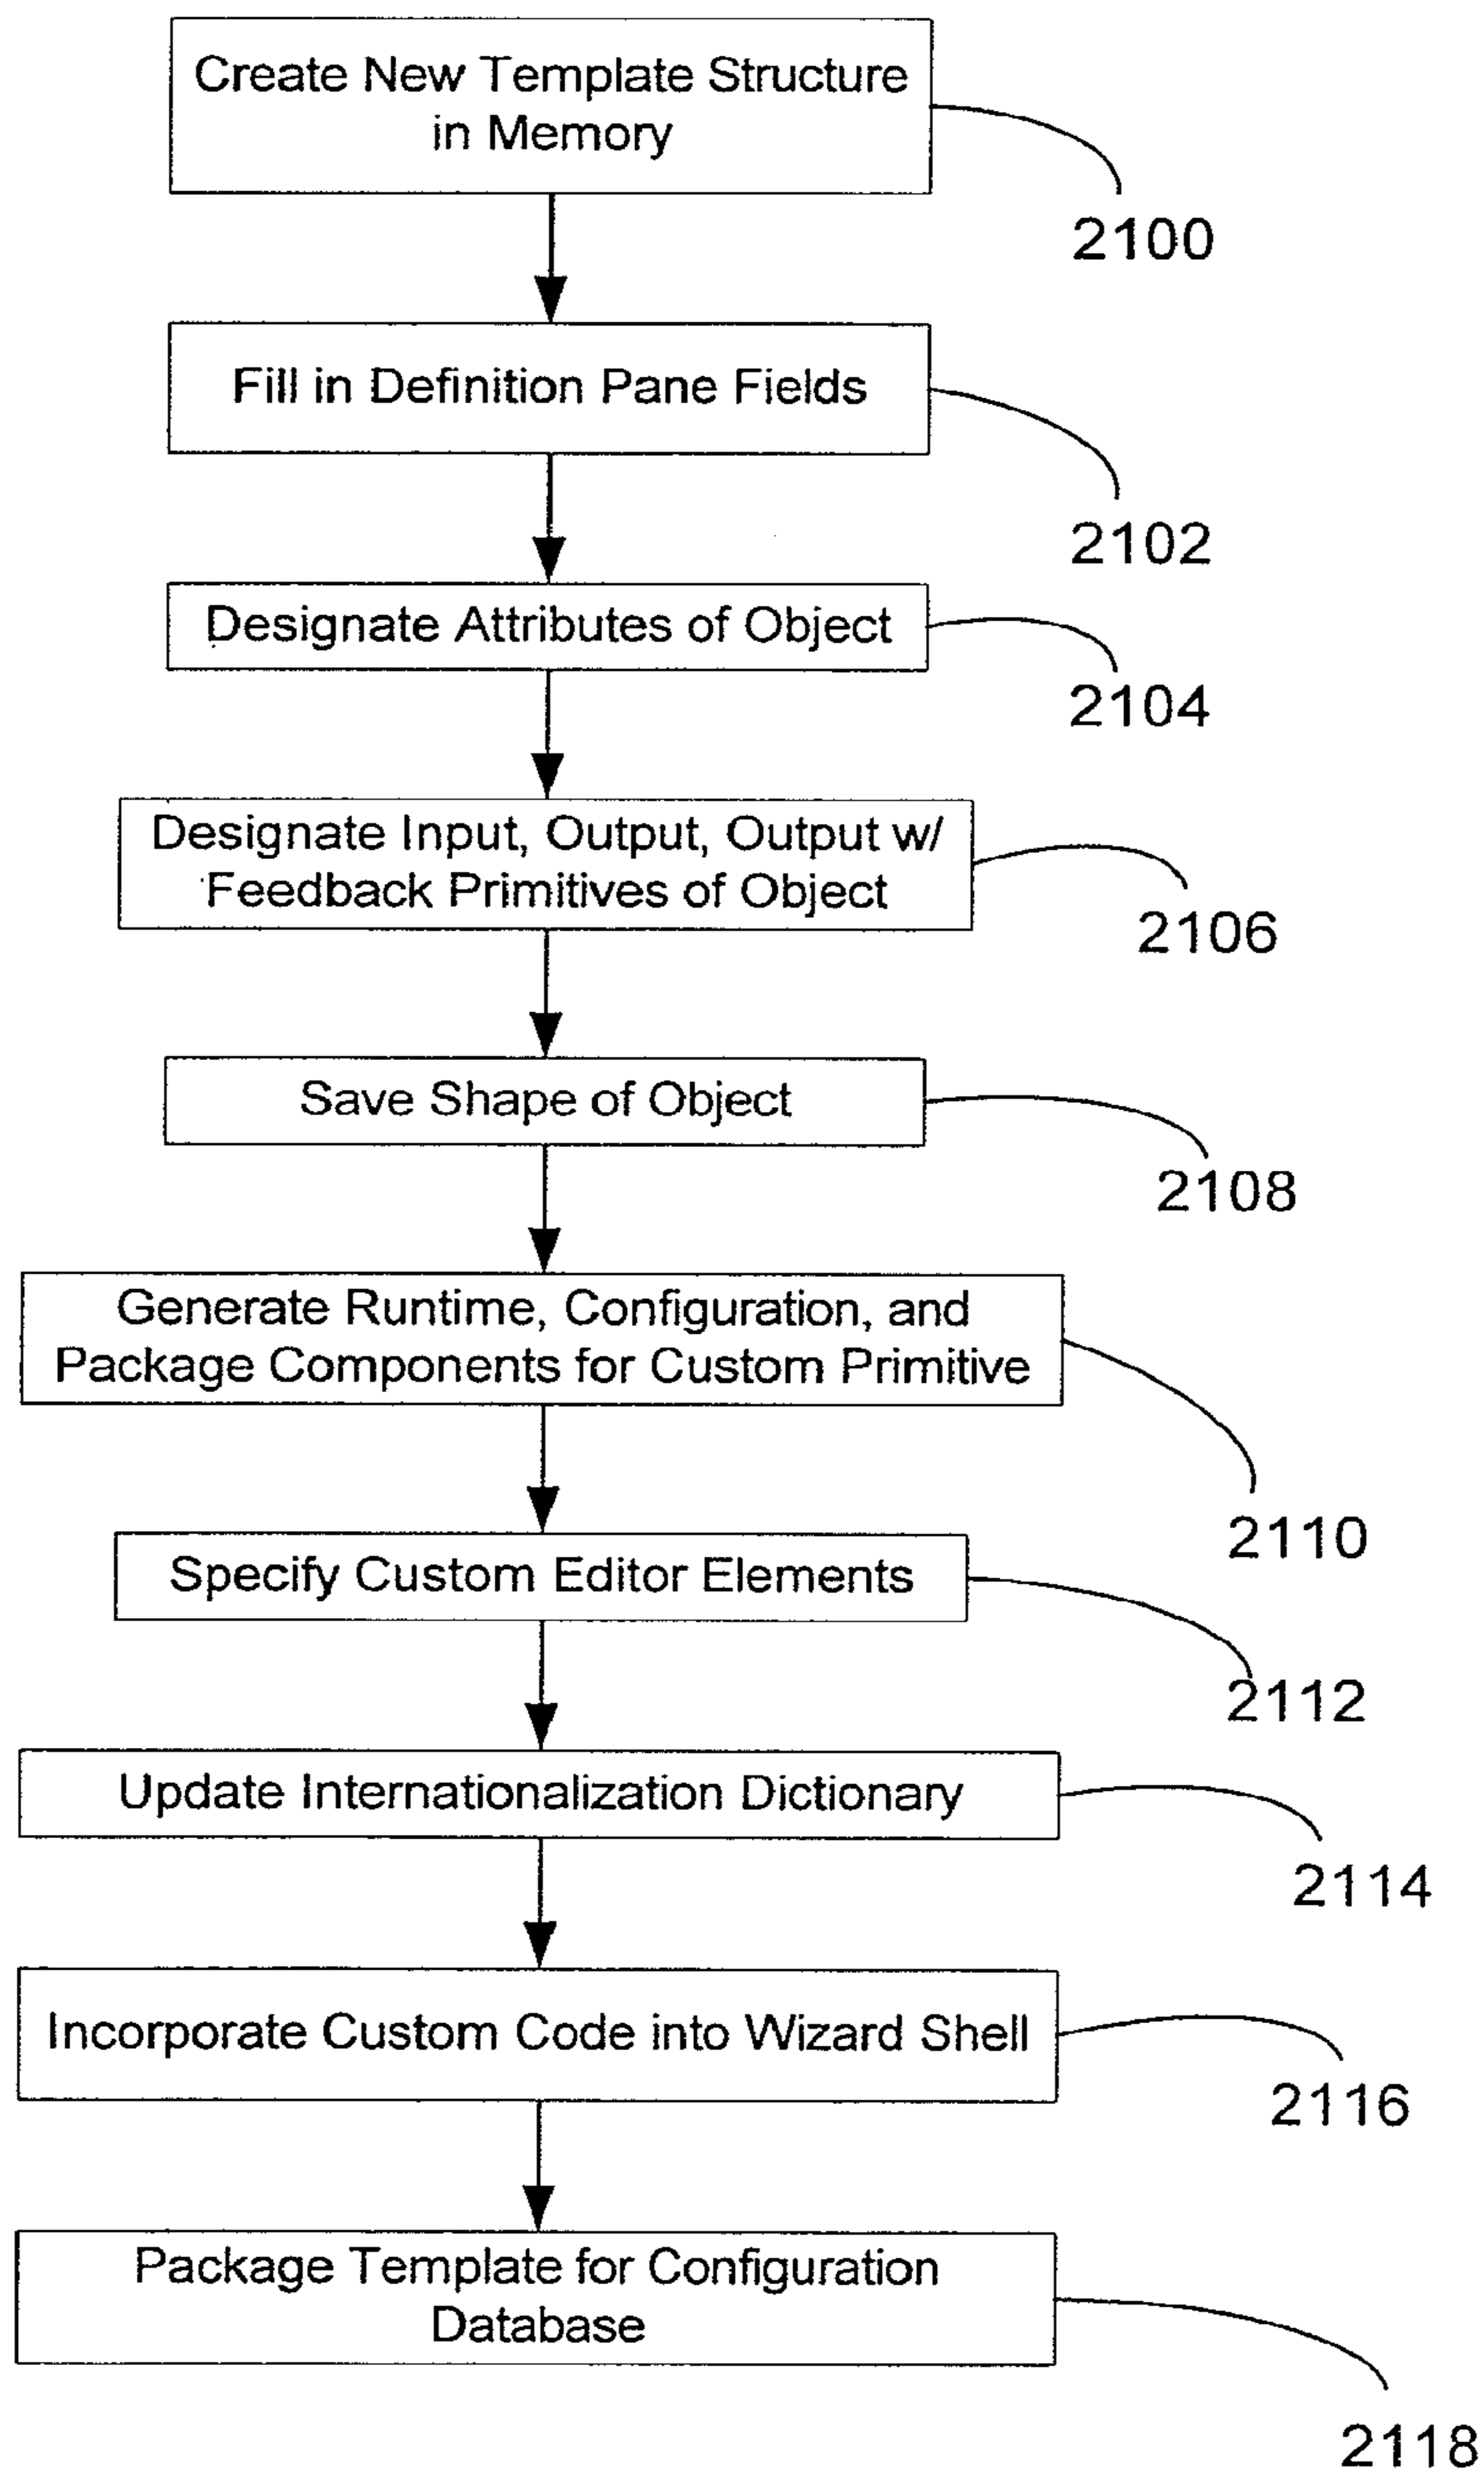 Create New Template Structure
in Memory
2100
Fill in Definition Pane Fields
2102
Designate Attributes of Object
2104
Designate Input, Output, Output w/
Feedback Primitives of Object
2106
Save Shape of Object
2108
Generate Runtime, Configuration, and
Package Components for Custom Primitive
2110
Specify Custom Editor Elements
2112
Update Internationalization Dictionary
2114
Incorporate Custom Code into Wizard Shell
2116
Package Template for Configuration
Database
2118